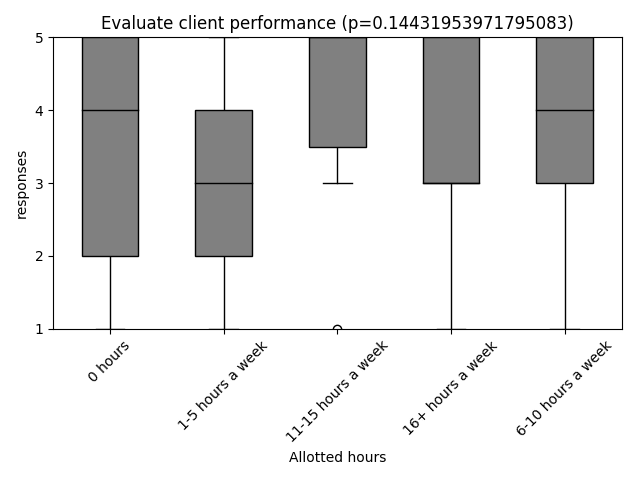 Evaluate client performance (p=0.14431953971795083)
5
4
3
2
1
responses
0 hours
1-5 hours a week
11-15 hours a week
16+ hours a week
6-10 hours a week
Allotted hours